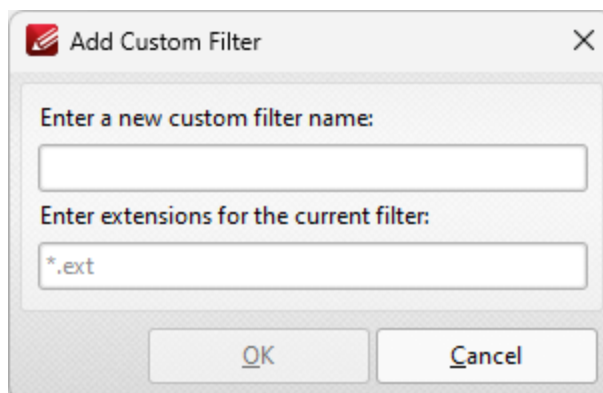 Add Custom Filter
Enter a new custom filter name:
Enter extensions for the current filter:
*.ext
OK
Cancel